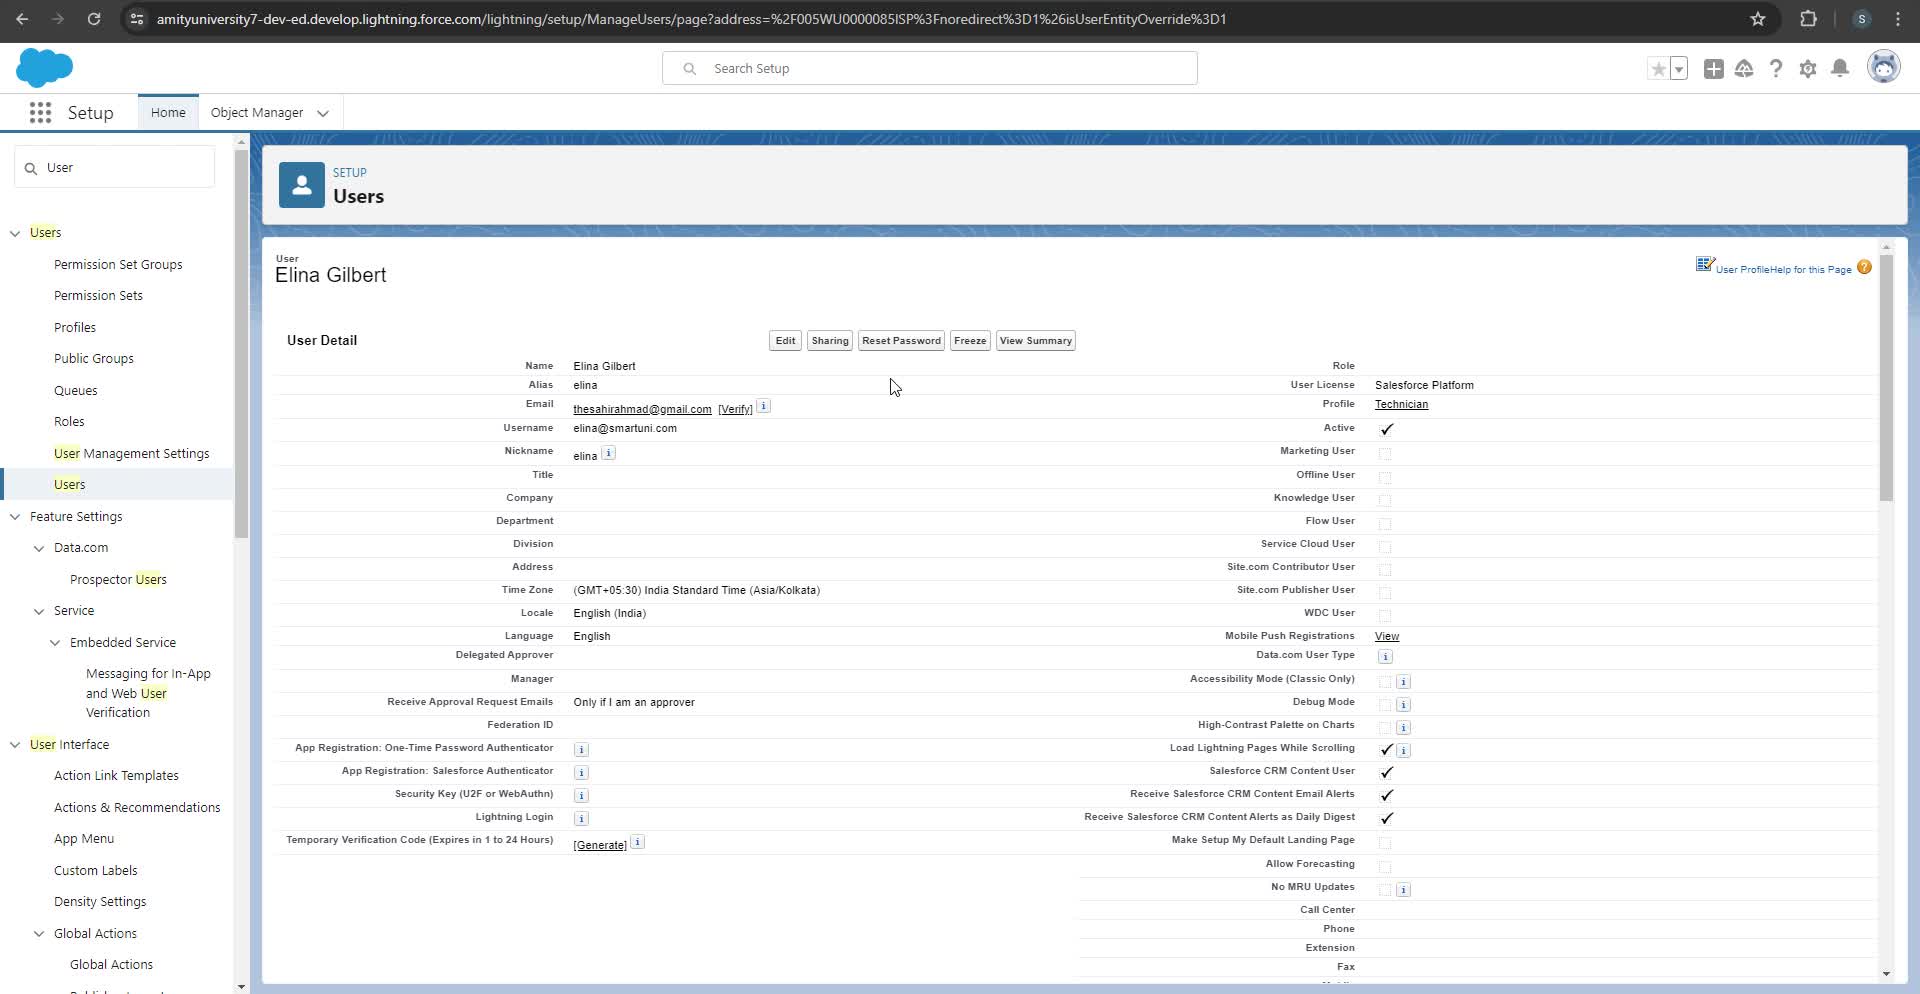 amityuniversity7-dev-ed.develop.lightning.force.com/lightning/setup/ManageUsers/page?address=%2F005WU0000085ISP%3Fnoredirect%3D1%26isUserEntityOverride%3D1
S
Search Setup
Setup
Home
Object Manager
User
Users
Permission Set Groups
Permission Sets
Profiles
Public Groups
Queues
Roles
User Management Settings
Users
Feature Settings
Data.com
Prospector Users
Service
Embedded Service
Messaging for In-App
and Web User
Verification
User Interface
Action Link Templates
Actions & Recommendations
App Menu
Custom Labels
Density Settings
Global Actions
Global Actions
SETUP
Users
User
Elina Gilbert
User Profile Help for this Page ?
User Detail
Edit Sharing Reset Password Freeze View Summary
Name Elina Gilbert
Alias elina
Email thesahirahmad@gmail.com [Verify] i
Username elina@smartuni.com
Nickname elina i
Title
Company
Department
Division
Address
Time Zone (GMT+05:30) India Standard Time (Asia/Kolkata)
Locale English (India)
Language English
Delegated Approver
Manager
Receive Approval Request Emails Only if I am an approver
Federation ID
App Registration: One-Time Password Authenticator i
App Registration: Salesforce Authenticator i
Security Key (U2F or WebAuthn) i
Lightning Login i
Temporary Verification Code (Expires in 1 to 24 Hours) [Generate] i
Role
User License Salesforce Platform
Profile Technician
Active
Marketing User
Offline User
Knowledge User
Flow User
Service Cloud User
Site.com Contributor User
Site.com Publisher User
WDC User
Mobile Push Registrations View
Data.com User Type i
Accessibility Mode (Classic Only) i
Debug Mode i
High-Contrast Palette on Charts i
Load Lightning Pages While Scrolling i
Salesforce CRM Content User
Receive Salesforce CRM Content Email Alerts
Receive Salesforce CRM Content Alerts as Daily Digest
Make Setup My Default Landing Page
Allow Forecasting
No MRU Updates i
Call Center
Phone
Extension
Fax